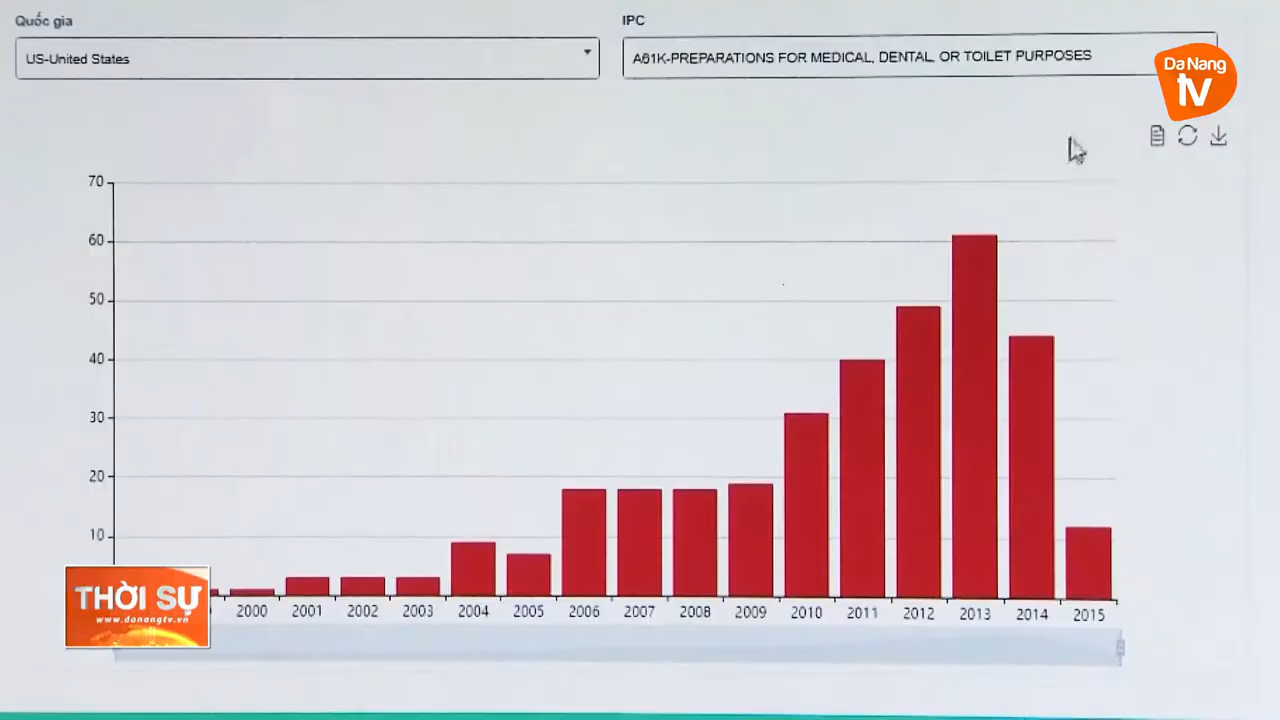 Quốc gia
IPC
US-United States
A61K-PREPARATIONS FOR MEDICAL, DENTAL, OR TOILET PURPOSES
Da Nang
tv
70
60
50
40
30
20
10
2000 2001 2002 2003 2004 2005 2006 2007 2008 2009 2010 2011 2012 2013 2014 2015
THỜI SỰ
www.danangtv.vn